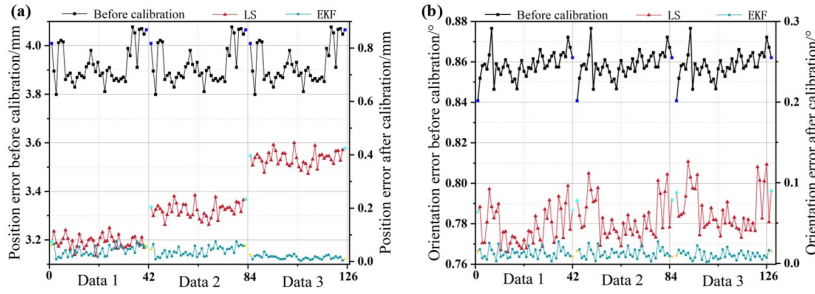 (a)
Before calibration LS EKF
Position error before calibration/mm
4.0
3.8
3.6
3.4
3.2
0.8
0.6
0.4
0.2
0.0
Position error after calibration/mm
0 Data 1 42 Data 2 84 Data 3 126
(b)
Before calibration LS EKF
Orientation error before calibration/°
0.88
0.86
0.84
0.80
0.78
0.76
0.3
0.2
0.1
0.0
Orientation error after calibration/°
0 Data 1 42 Data 2 84 Data 3 126